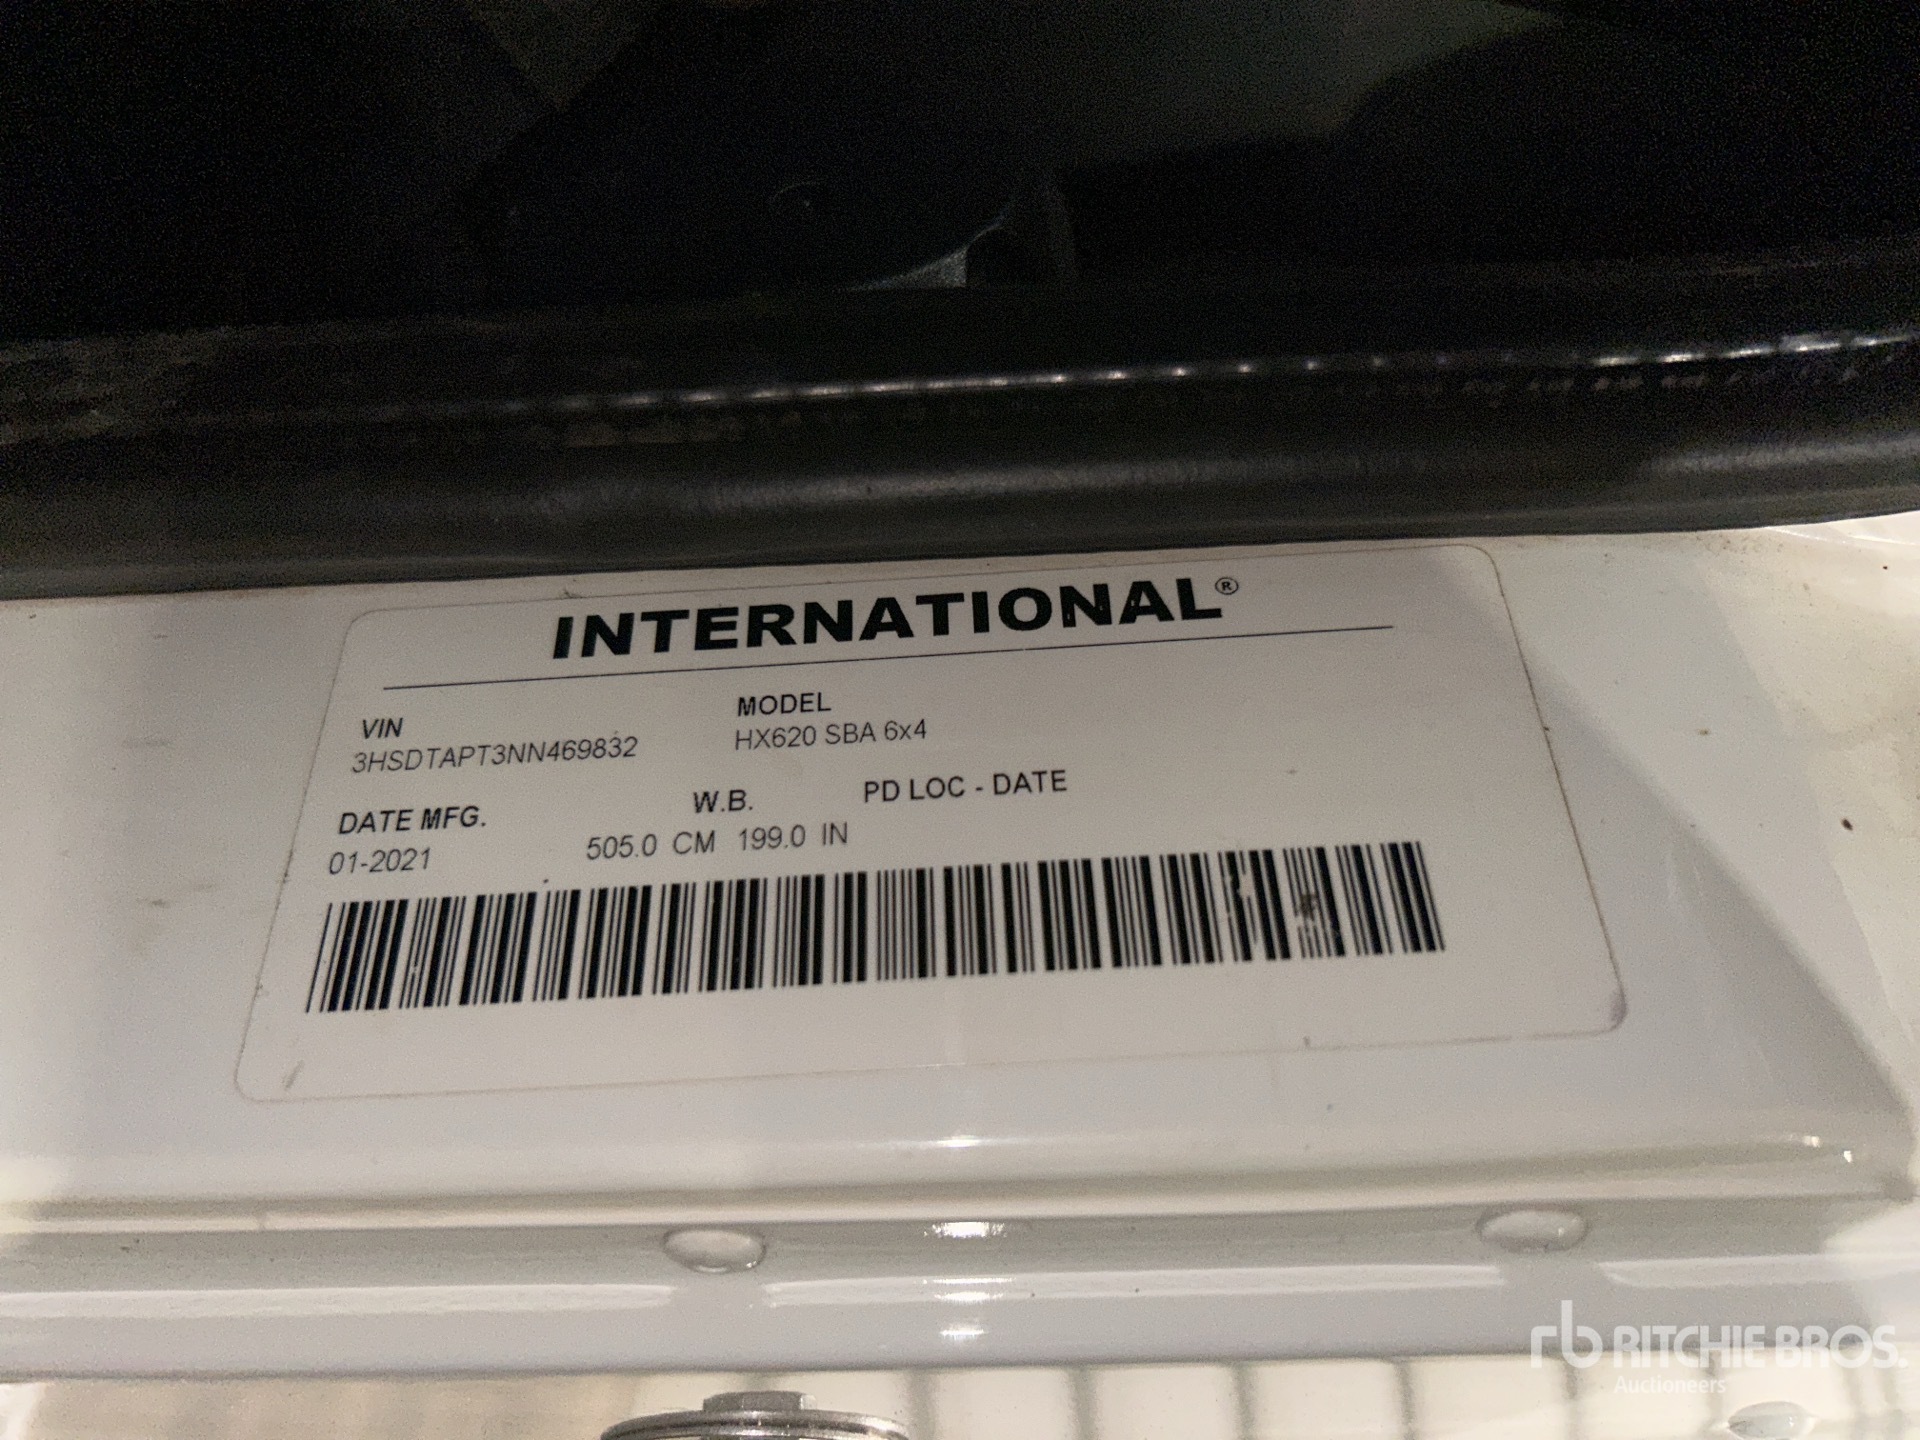 INTERNATIONAL®
VIN
MODEL
3HSDTAPT3NN469832
HX620 SBA 6x4
DATE MFG.
W.B.
PD LOC - DATE
01-2021
505.0 CM 199.0 IN
rb RITCHIE BROS.
Auctioneers